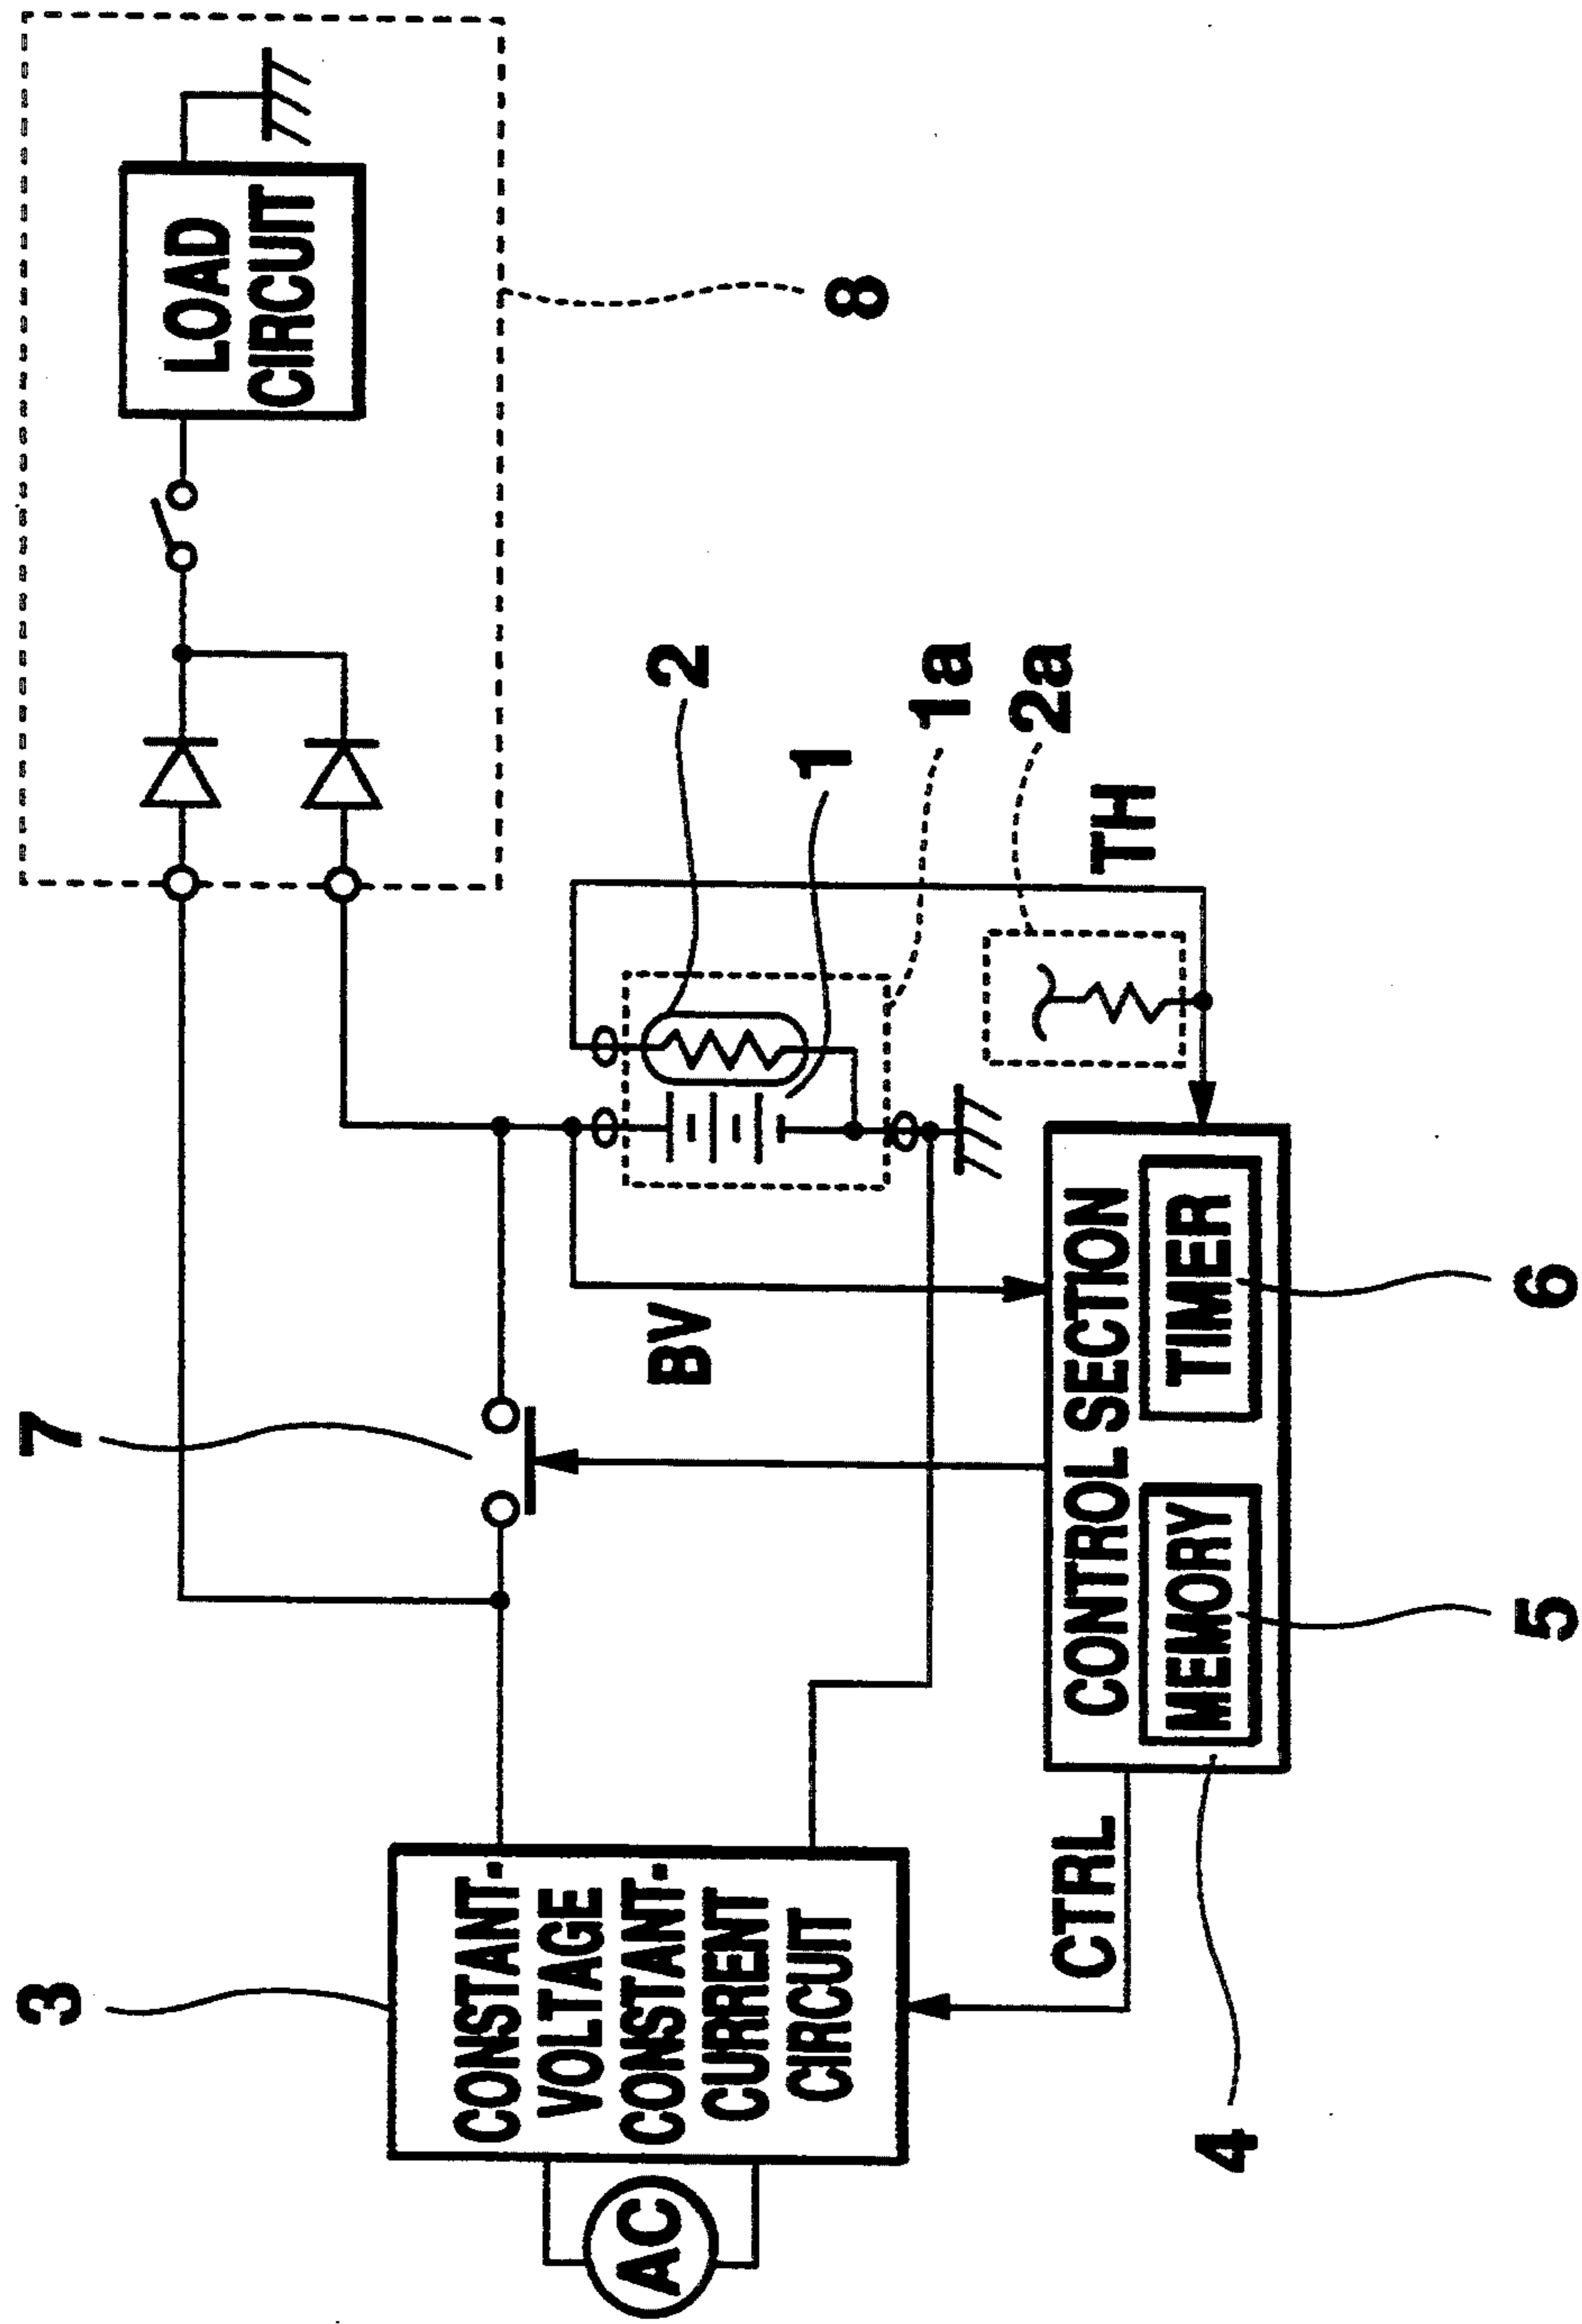 7
3
LOAD
CIRCUIT
8
2
1
1a
2a
TH
BV
CONSTANT-
VOLTAGE
CONSTANT-
CURRENT
CIRCUIT
AC
CTRL
CONTROL SECTION
MEMORY
TIMER
4
5
6